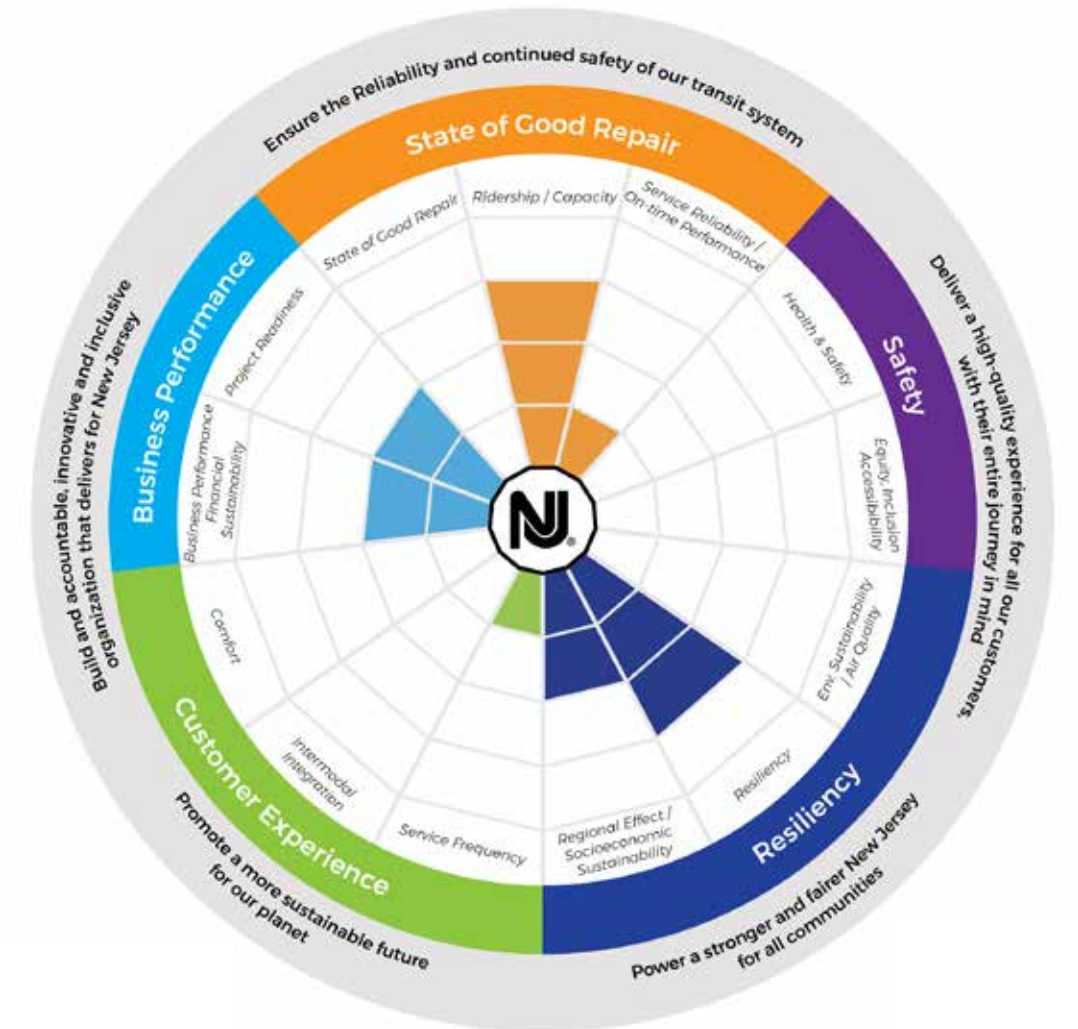 Ensure the Reliability and continued safety of our transit system
State of Good Repair
State of Good Repair
Ridership / Capacity
Service Reliability /
On-time Performance
Safety
Health & Safety
Equity, Inclusion
Accessibibility
Deliver a high-quality experience for all our customers,
with their entire journey in mind
Resiliency
Env. Sustainability
/ Air Quality
Resiliency
Regional Effect /
Socioeconomic
Sustainability
Power a stronger and fairer New Jersey
for all communities
Customer Experience
Service Frequency
Intermodal
Integration
Comfort
Promote a more sustainable future
for our planet
Business Performance
Business Performance
Financial
Sustainability
Project Readiness
Build and accountable, innovative and inclusive
organization that delivers for New Jersey
NJ®